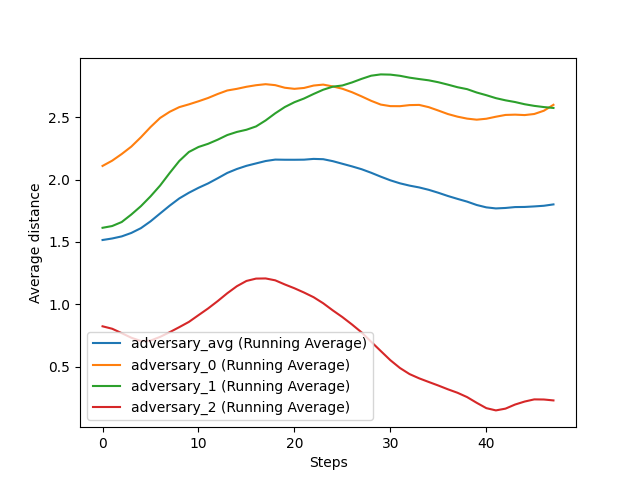 2.5
2.0
1.5
1.0
0.5
Average distance
adversary_avg (Running Average)
adversary_0 (Running Average)
adversary_1 (Running Average)
adversary_2 (Running Average)
0 10 20 30 40
Steps